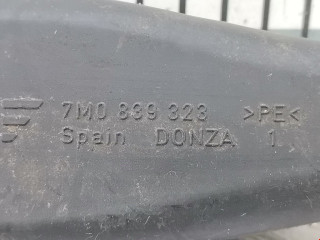 7M0 839 323 >PE<
Spain DONZA 1